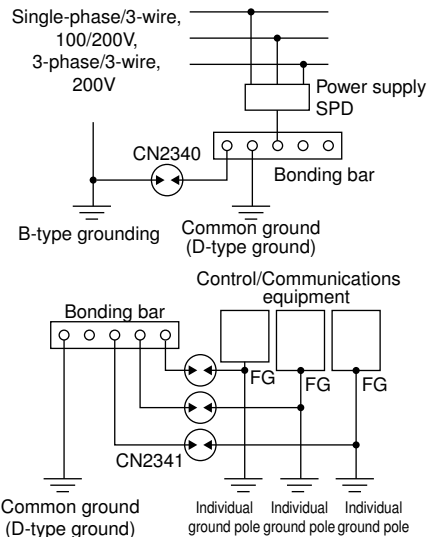 Single-phase/3-wire,
100/200V,
3-phase/3-wire,
200V
Power supply
SPD
CN2340
Bonding bar
B-type grounding
Common ground
(D-type ground)
Control/Communications
equipment
Bonding bar
FG
FG
FG
CN2341
Common ground
(D-type ground)
Individual
ground pole
Individual
ground pole
Individual
ground pole